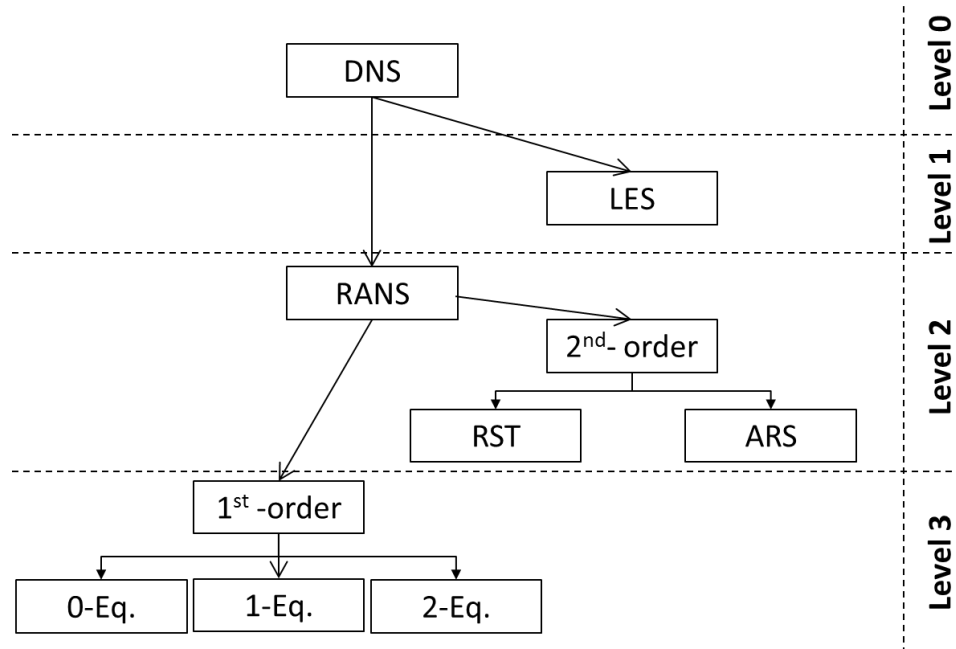 DNS
Level 0
LES
Level 1
RANS
2nd- order
RST
ARS
Level 2
1st -order
0-Eq.
1-Eq.
2-Eq.
Level 3